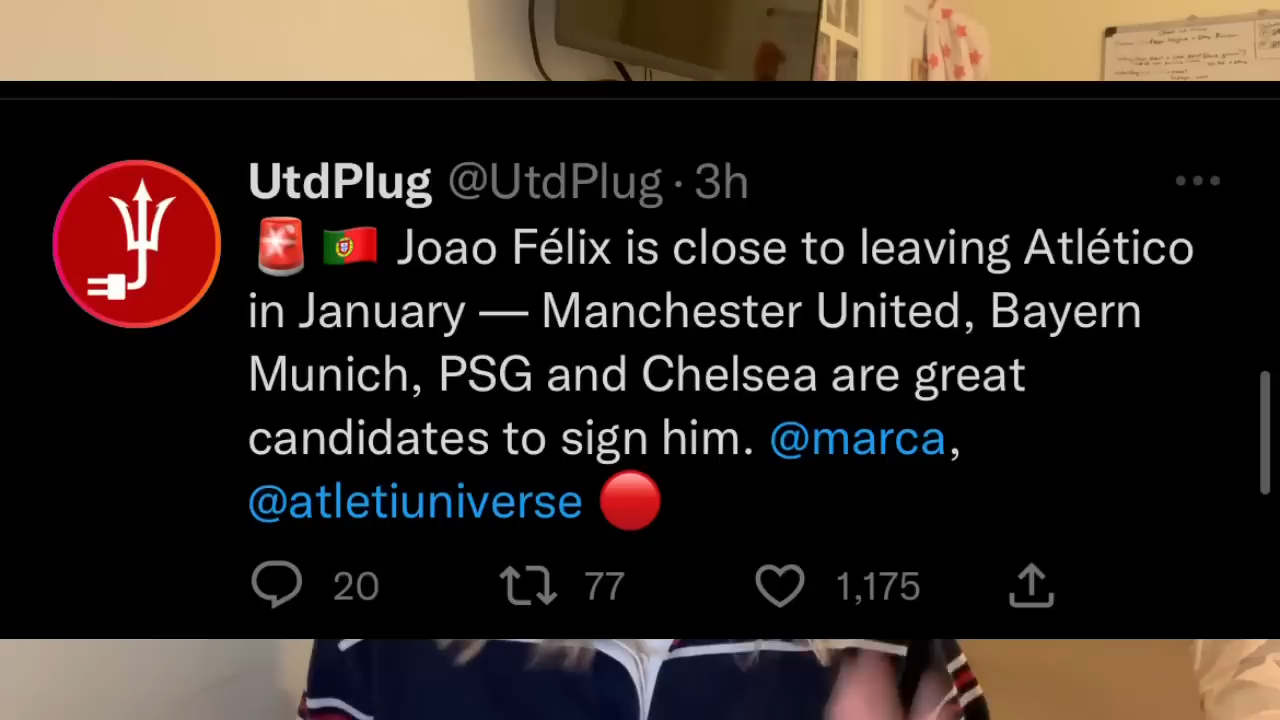 UtdPlug @UtdPlug · 3h
🚨 🇵🇹 Joao Félix is close to leaving Atlético
in January — Manchester United, Bayern
Munich, PSG and Chelsea are great
candidates to sign him. @marca,
@atletiuniverse 🔴
20 77 1,175